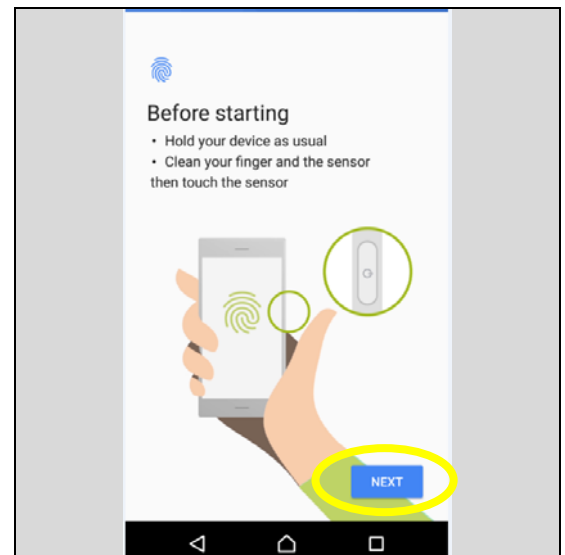 Before starting
• Hold your device as usual
• Clean your finger and the sensor
then touch the sensor
NEXT